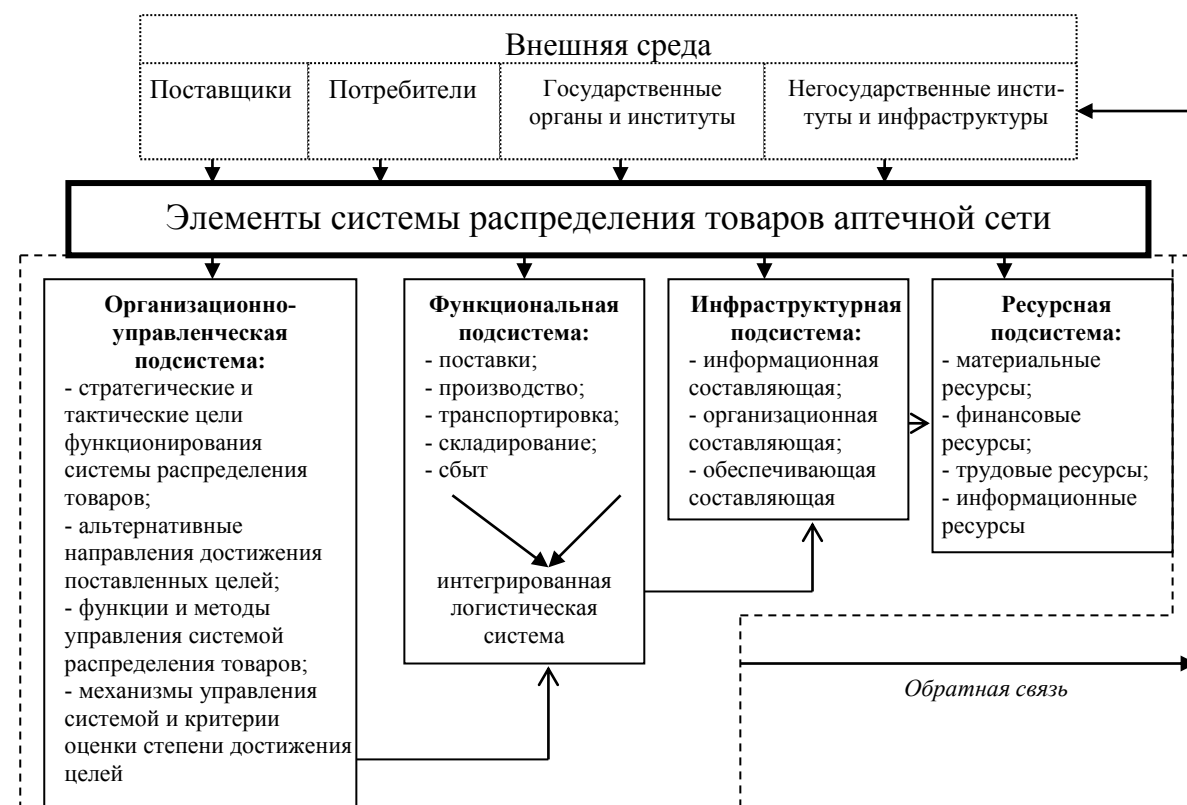 Внешняя среда
Поставщики
Потребители
Государственные
органы и институты
Негосударственные инсти-
туты и инфраструктуры
Элементы системы распределения товаров аптечной сети
Организационно-
управленческая
подсистема:
- стратегические и
тактические цели
функционирования
системы распределения
товаров;
- альтернативные
направления достижения
поставленных целей;
- функции и методы
управления системой
распределения товаров;
- механизмы управления
системой и критерии
оценки степени достижения
целей
Функциональная
подсистема:
- поставки;
- производство;
- транспортировка;
- складирование;
- сбыт
интегрированная
логистическая
система
Инфраструктурная
подсистема:
- информационная
составляющая;
- организационная
составляющая;
- обеспечивающая
составляющая
Ресурсная
подсистема:
- материальные
ресурсы;
- финансовые
ресурсы;
- трудовые ресурсы;
- информационные
ресурсы
Обратная связь